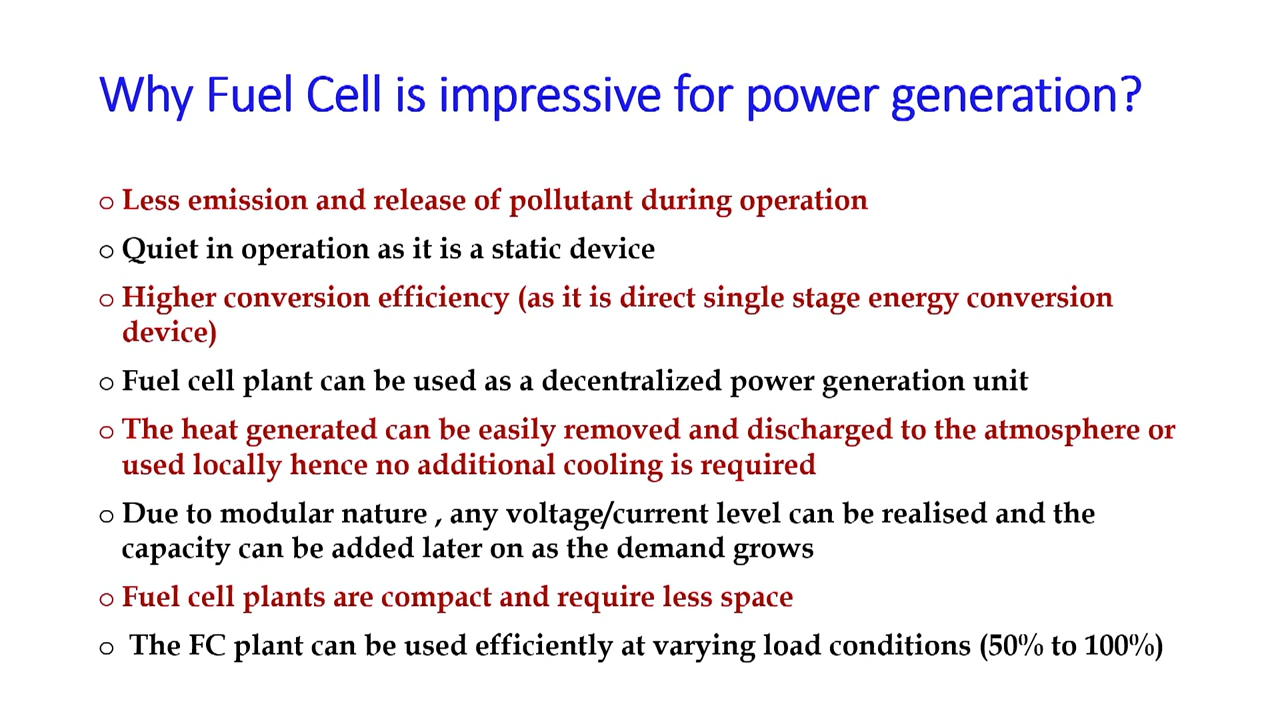 Why Fuel Cell is impressive for power generation?
o Less emission and release of pollutant during operation
o Quiet in operation as it is a static device
o Higher conversion efficiency (as it is direct single stage energy conversion
device)
o Fuel cell plant can be used as a decentralized power generation unit
o The heat generated can be easily removed and discharged to the atmosphere or
used locally hence no additional cooling is required
o Due to modular nature , any voltage/current level can be realised and the
capacity can be added later on as the demand grows
o Fuel cell plants are compact and require less space
o The FC plant can be used efficiently at varying load conditions (50% to 100%)